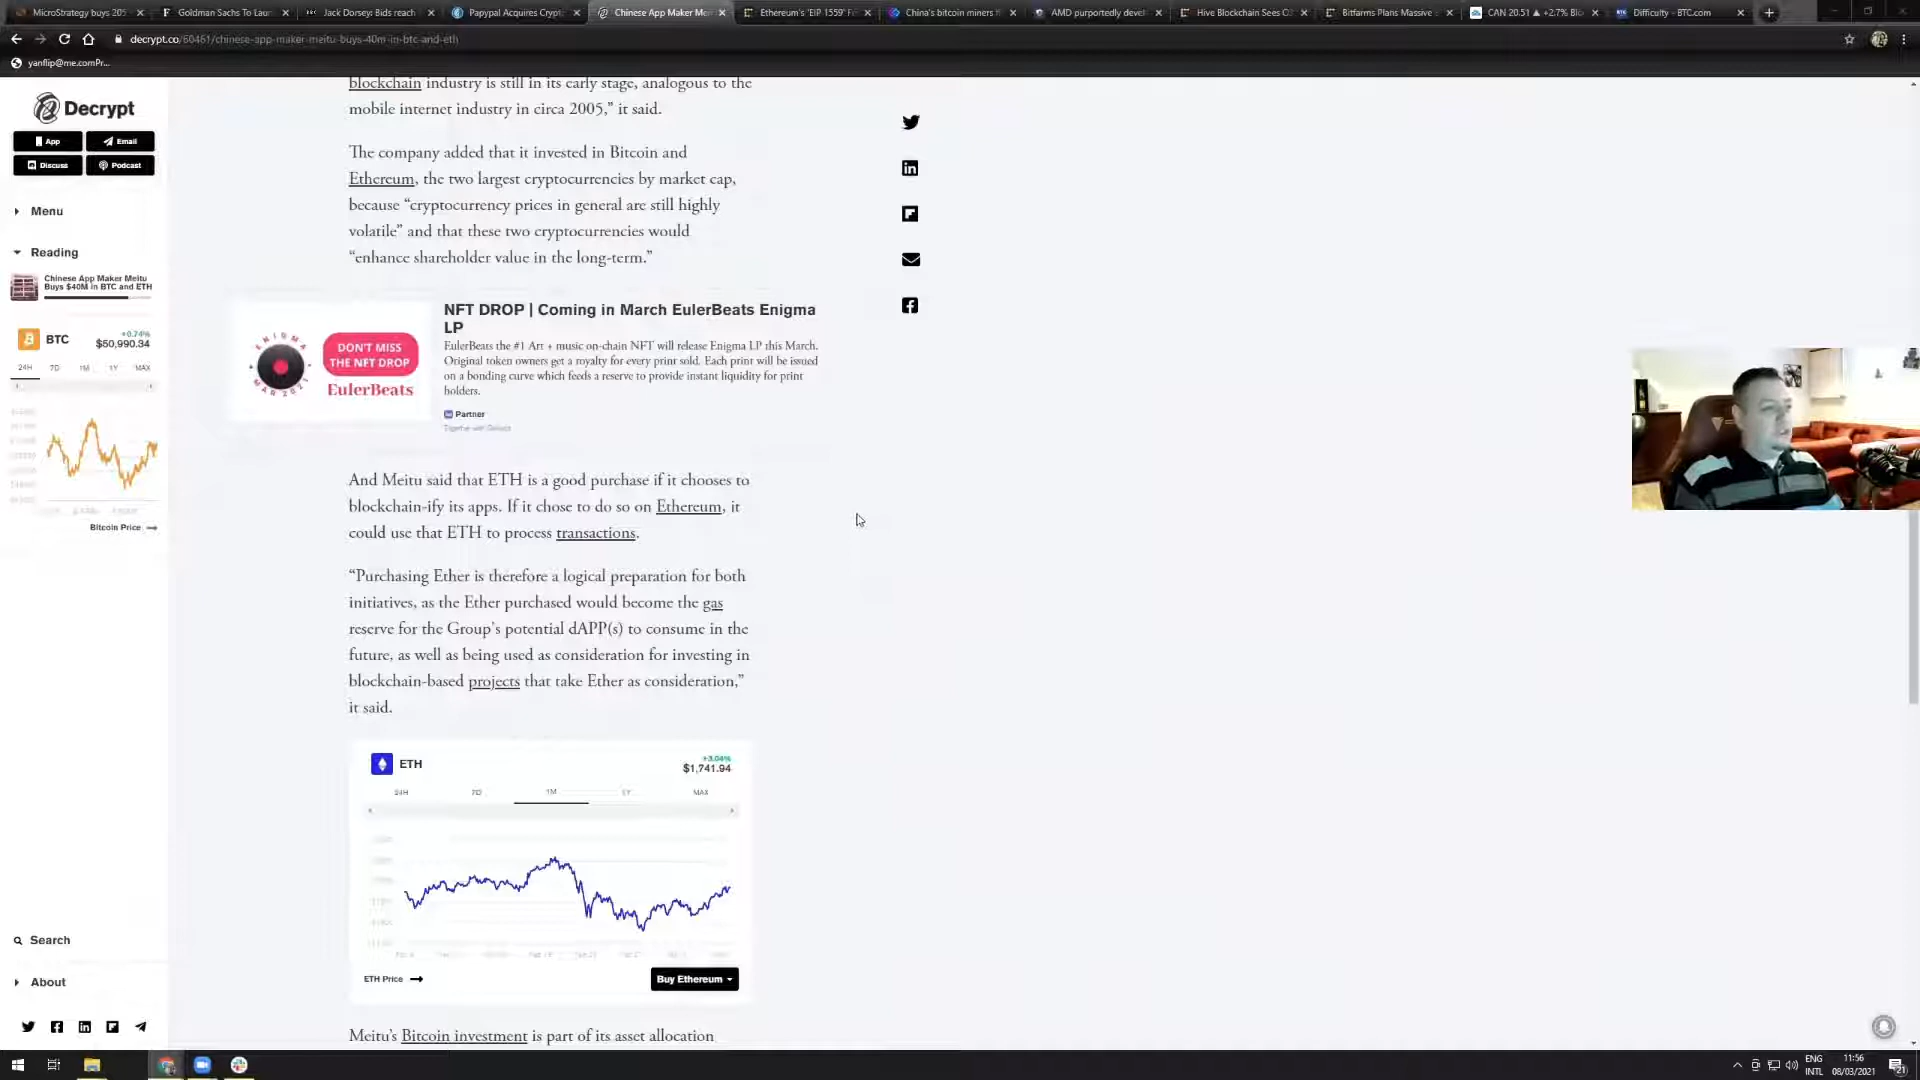 MicroStrategy buys 205
Goldman Sachs To Lau
Jack Dorsey: Bids reach
Papypal Acquires Crypt
Chinese App Maker Me
Ethereum's 'EIP 1559' F
China's bitcoin miners f
AMD purportedly devel
Hive Blockchain Sees
Bitfarms Plans Massive
CAN 20.51 ▲ +2.7%
Difficulty - BTC.com
decrypt.co/60461/chinese-app-maker-meitu-buys-40m-in-btc-and-eth
yanflip@me.comPr...
Decrypt
App
Email
Discuss
Podcast
Menu
Reading
Chinese App Maker Meitu
Buys $40M in BTC and ETH
BTC
+0.74%
$50,990.34
24H 7D 1M 1Y MAX
Bitcoin Price
Search
About
blockchain industry is still in its early stage, analogous to the
mobile internet industry in circa 2005,” it said.
The company added that it invested in Bitcoin and
Ethereum, the two largest cryptocurrencies by market cap,
because “cryptocurrency prices in general are still highly
volatile” and that these two cryptocurrencies would
“enhance shareholder value in the long-term.”
ENIGMA
MAR 2021
DON'T MISS
THE NFT DROP
EulerBeats
NFT DROP | Coming in March EulerBeats Enigma
LP
EulerBeats the #1 Art + music on-chain NFT will release Enigma LP this March.
Original token owners get a royalty for every print sold. Each print will be issued
on a bonding curve which feeds a reserve to provide instant liquidity for print
holders.
Partner
Together with
And Meitu said that ETH is a good purchase if it chooses to
blockchain-ify its apps. If it chose to do so on Ethereum, it
could use that ETH to process transactions.
“Purchasing Ether is therefore a logical preparation for both
initiatives, as the Ether purchased would become the gas
reserve for the Group's potential dAPP(s) to consume in the
future, as well as being used as consideration for investing in
blockchain-based projects that take Ether as consideration,”
it said.
ETH
+3.04%
$1,741.94
24H 7D 1M 1Y MAX
ETH Price
Buy Ethereum
Meitu's Bitcoin investment is part of its asset allocation
ENG
INTL
11:56
08/03/2021
21